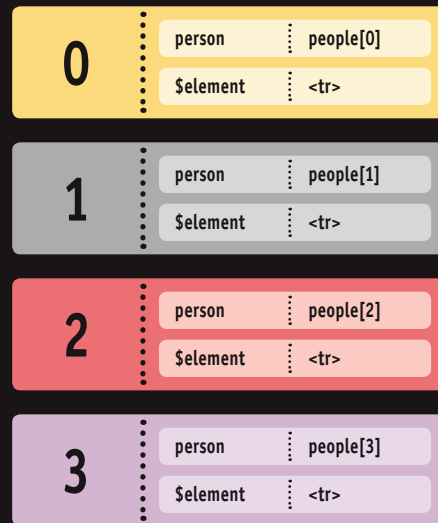 0
person people[0]
$element <tr>
1
person people[1]
$element <tr>
2
person people[2]
$element <tr>
3
person people[3]
$element <tr>